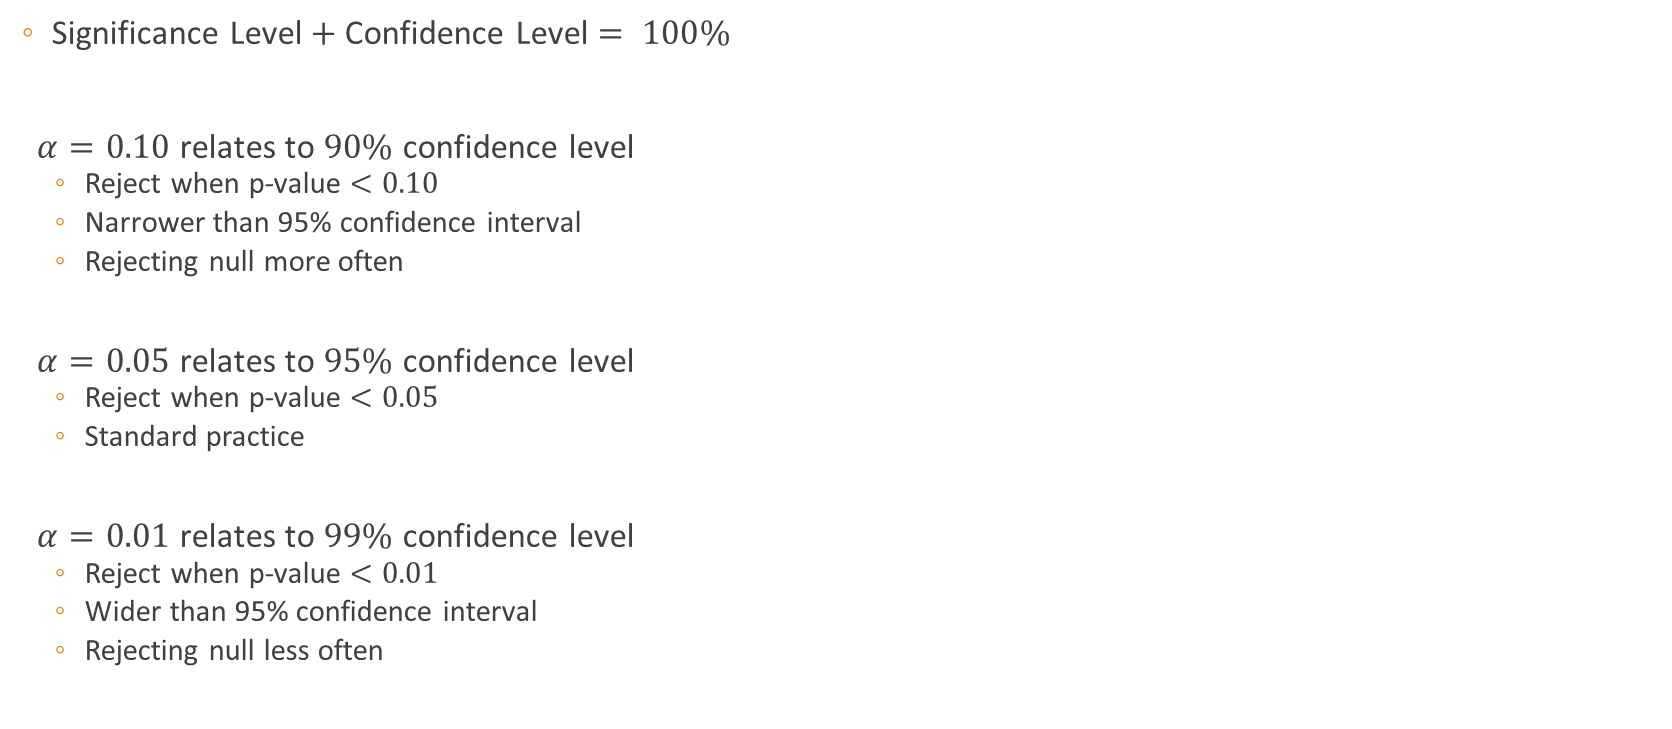 ◦ Significance Level + Confidence Level = 100%
α = 0.10 relates to 90% confidence level
◦ Reject when p-value < 0.10
◦ Narrower than 95% confidence interval
◦ Rejecting null more often
α = 0.05 relates to 95% confidence level
◦ Reject when p-value < 0.05
◦ Standard practice
α = 0.01 relates to 99% confidence level
◦ Reject when p-value < 0.01
◦ Wider than 95% confidence interval
◦ Rejecting null less often